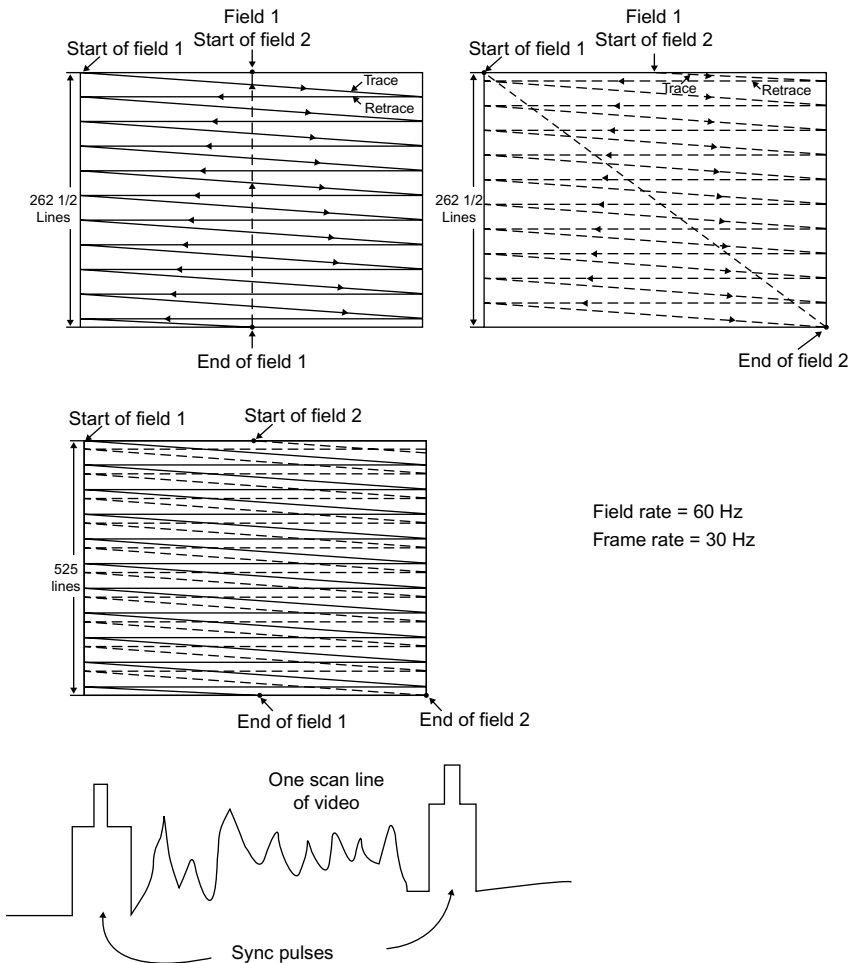 Field 1
Start of field 1
Start of field 2
Trace
Retrace
262 1/2
Lines
End of field 1
Field 1
Start of field 1
Start of field 2
Trace
Retrace
262 1/2
Lines
End of field 2
Start of field 1
Start of field 2
525
lines
End of field 1
End of field 2
Field rate = 60 Hz
Frame rate = 30 Hz
One scan line
of video
Sync pulses